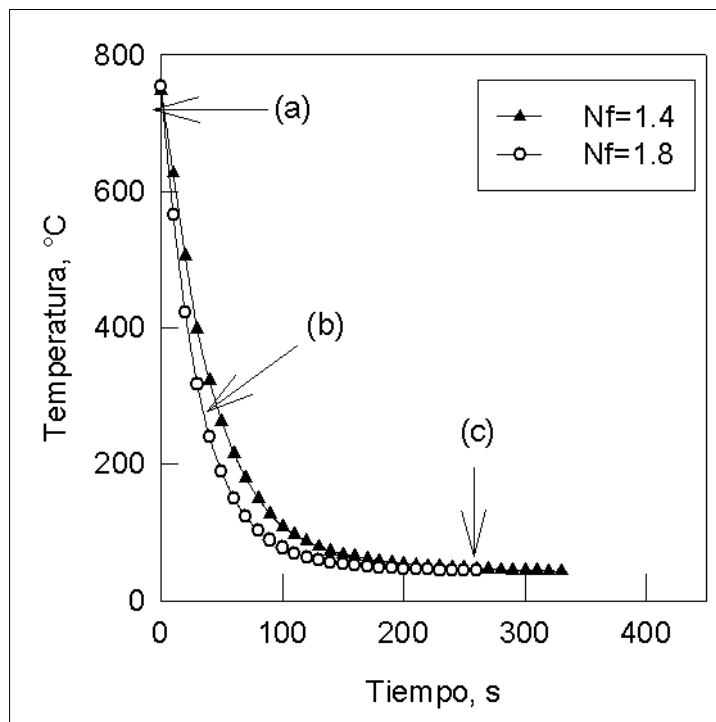 800
600
400
200
0
Temperatura, °C
(a)
(b)
(c)
Nf=1.4
Nf=1.8
0 100 200 300 400
Tiempo, s